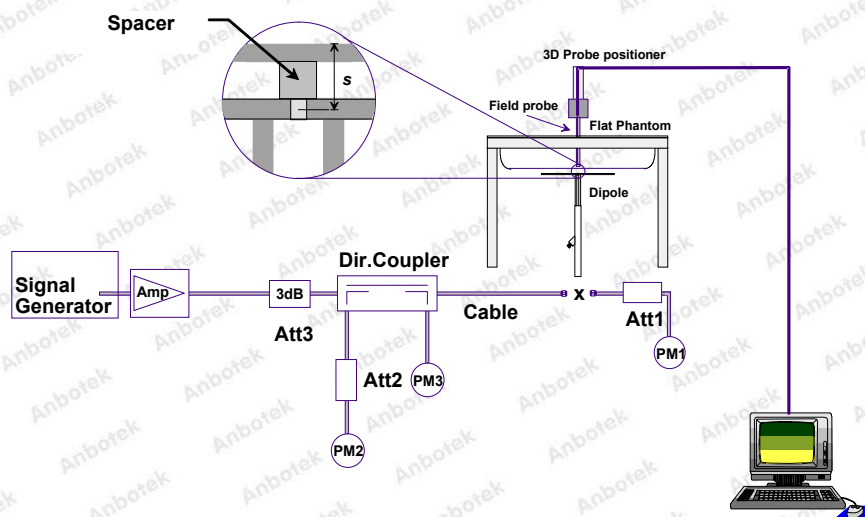 Spacer
s
3D Probe positioner
Field probe
Flat Phantom
Dipole
Dir.Coupler
Signal
Generator
Amp
3dB
Att3
Cable
x
Att1
PM1
Att2
PM3
PM2
Anbotek